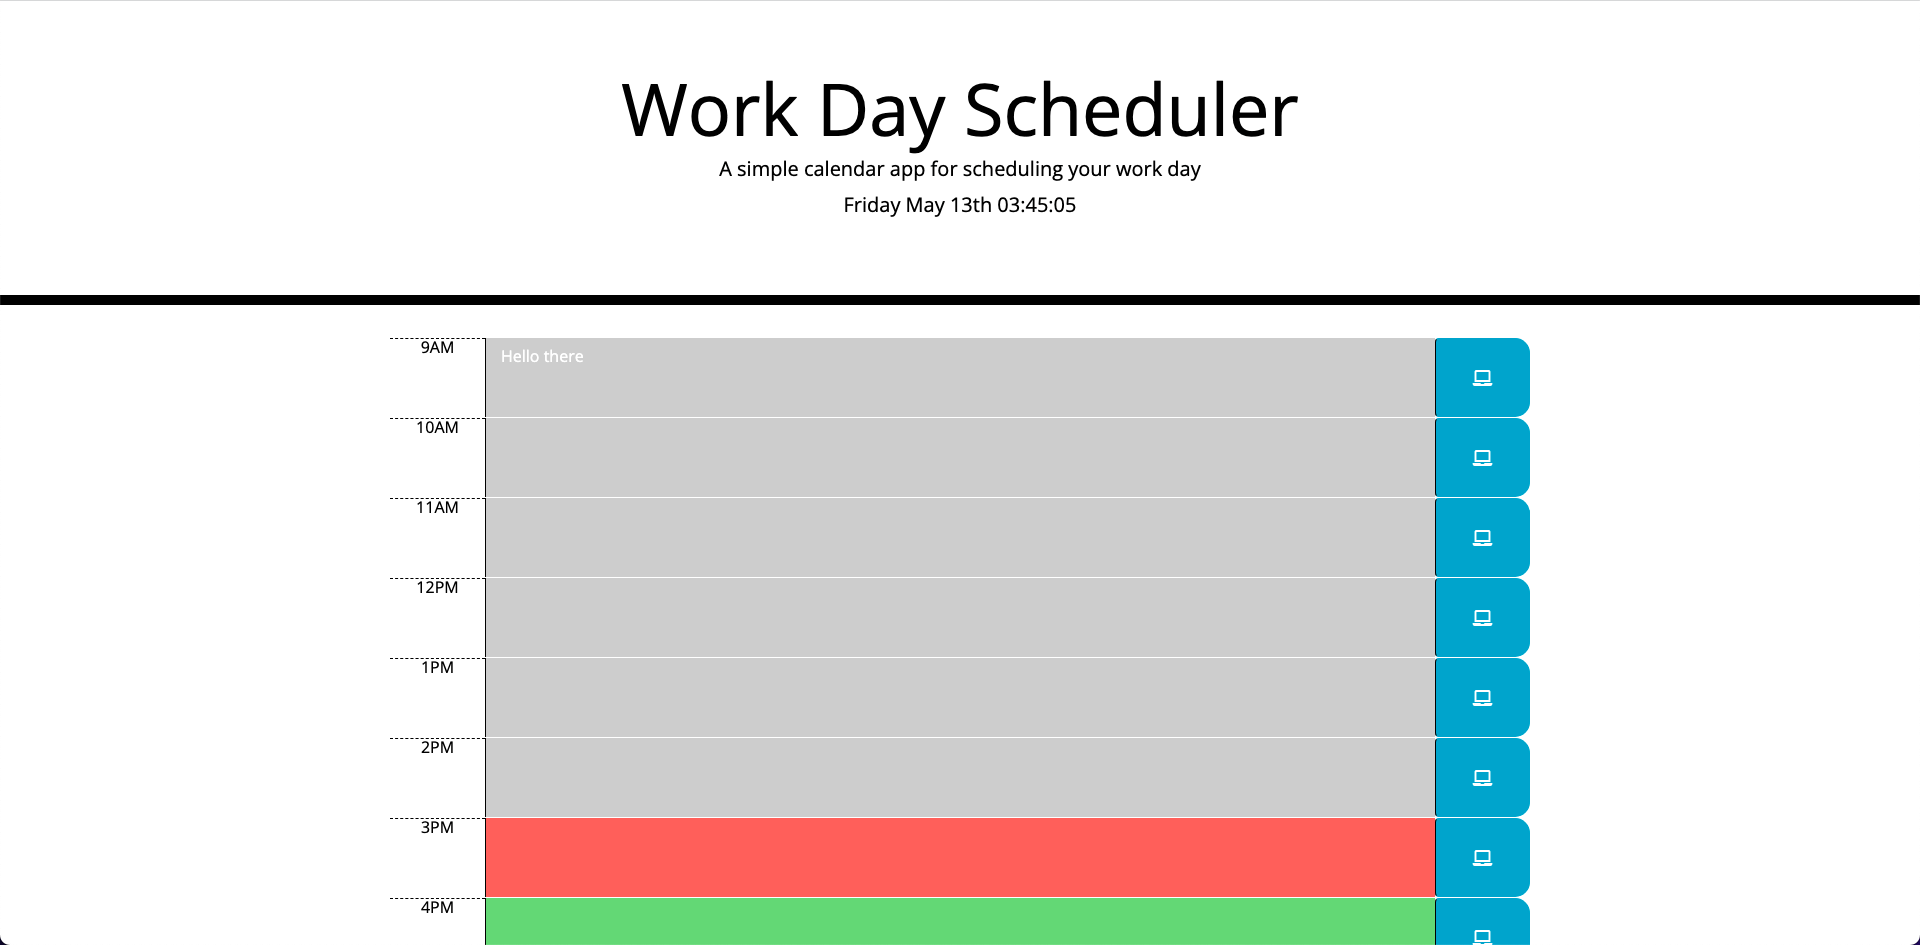 Work Day Scheduler
A simple calendar app for scheduling your work day
Friday May 13th 03:45:05
9AM
Hello there
10AM
11AM
12PM
1PM
2PM
3PM
4PM